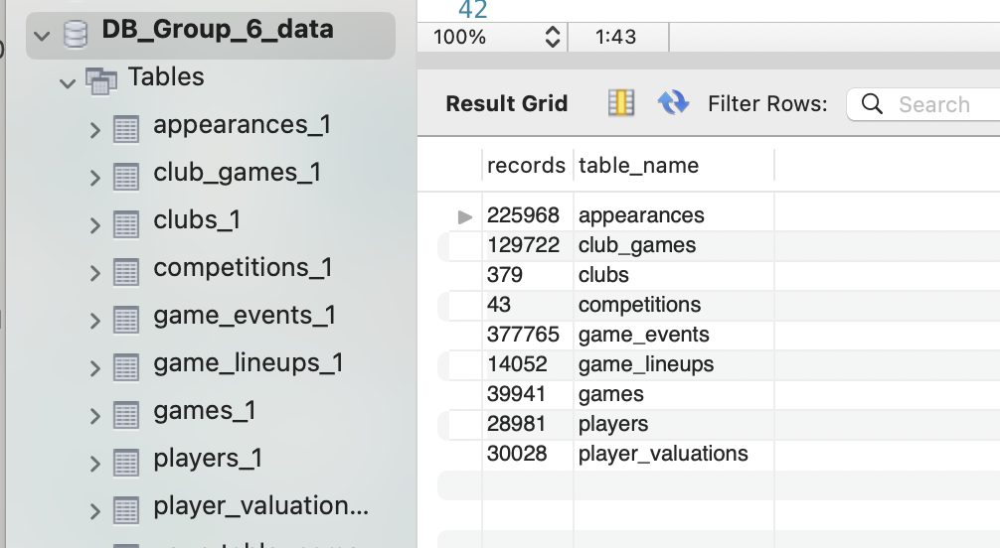 DB_Group_6_data
Tables
appearances_1
club_games_1
clubs_1
competitions_1
game_events_1
game_lineups_1
games_1
players_1
player_valuation...
42
100% 1:43
Result Grid Filter Rows: Search
records table_name
225968 appearances
129722 club_games
379 clubs
43 competitions
377765 game_events
14052 game_lineups
39941 games
28981 players
30028 player_valuations